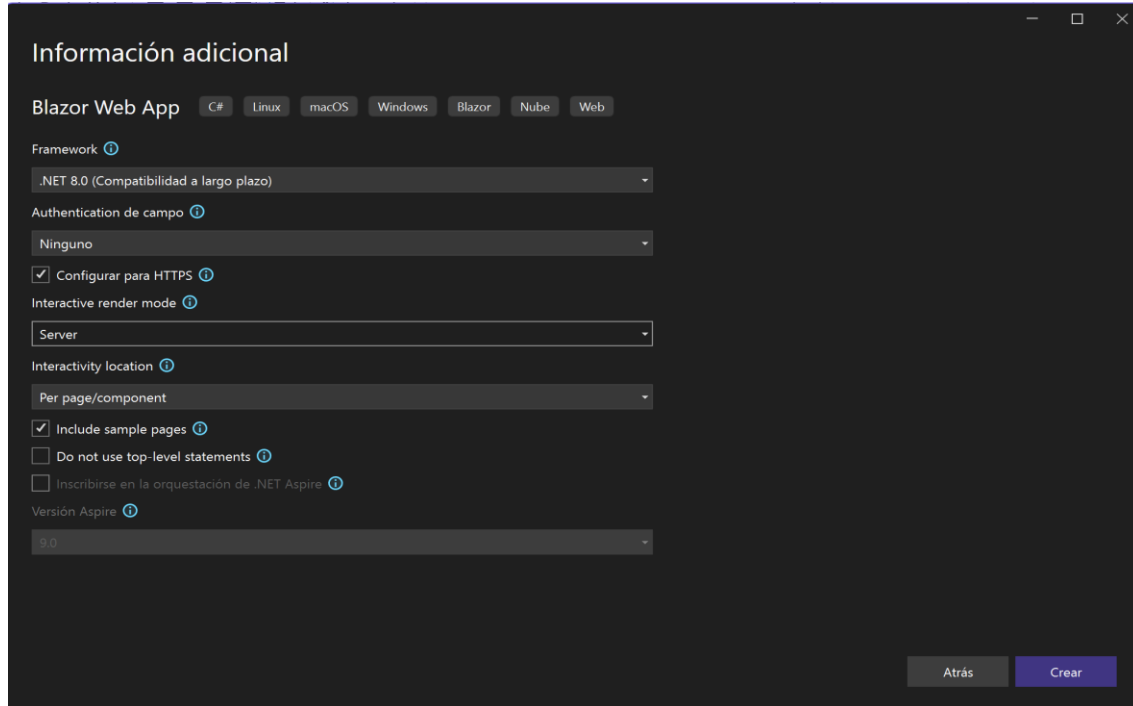 Información adicional
Blazor Web App C# Linux macOS Windows Blazor Nube Web
Framework
.NET 8.0 (Compatibilidad a largo plazo)
Authentication de campo
Ninguno
Configurar para HTTPS
Interactive render mode
Server
Interactivity location
Per page/component
Include sample pages
Do not use top-level statements
Inscribirse en la orquestación de .NET Aspire
Versión Aspire
9.0
Atrás Crear